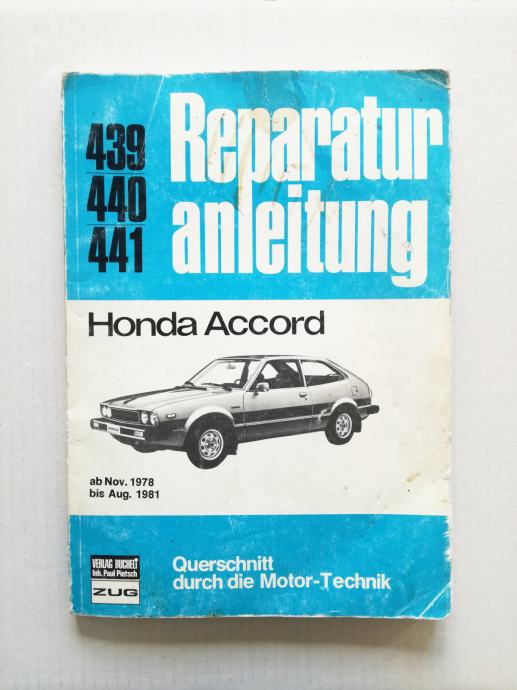 439
440
441
Reparatur
anleitung
Honda Accord
ab Nov. 1978
bis Aug. 1981
VERLAG BUCHELI
Inh. Paul Pietsch
ZUG
Querschnitt
durch die Motor-Technik